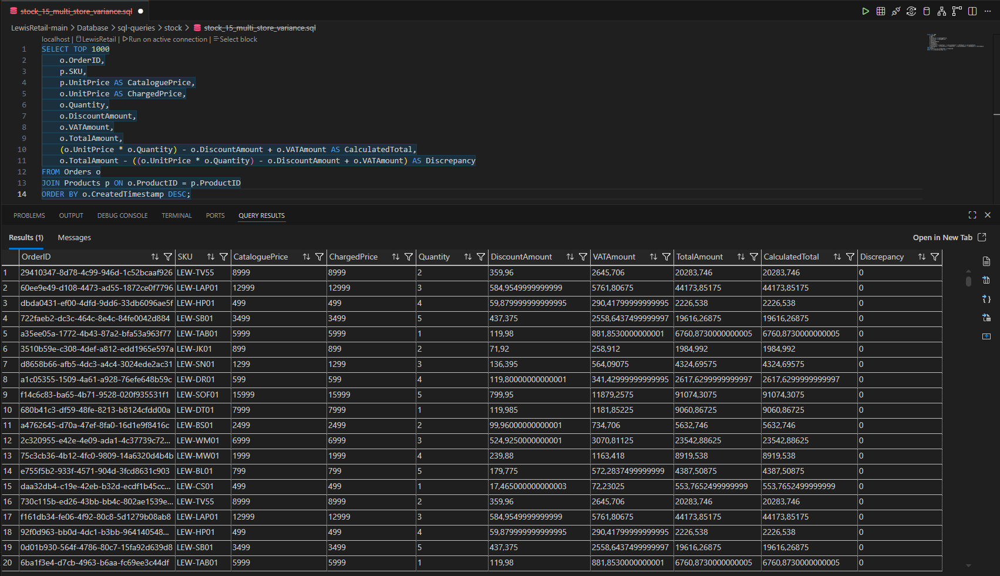 stock_15_multi_store_variance.sql
LewisRetail-main > Database > sql-queries > stock > stock_15_multi_store_variance.sql
localhost | LewisRetail | Run on active connection | Select block
1 SELECT TOP 1000
2 o.OrderID,
3 p.SKU,
4 p.UnitPrice AS CataloguePrice,
5 o.UnitPrice AS ChargedPrice,
6 o.Quantity,
7 o.DiscountAmount,
8 o.VATAmount,
9 o.TotalAmount,
10 (o.UnitPrice * o.Quantity) - o.DiscountAmount + o.VATAmount AS CalculatedTotal,
11 o.TotalAmount - ((o.UnitPrice * o.Quantity) - o.DiscountAmount + o.VATAmount) AS Discrepancy
12 FROM Orders o
13 JOIN Products p ON o.ProductID = p.ProductID
14 ORDER BY o.CreatedTimestamp DESC;
PROBLEMS OUTPUT DEBUG CONSOLE TERMINAL PORTS QUERY RESULTS
Results (1) Messages Open in New Tab
OrderID SKU CataloguePrice ChargedPrice Quantity DiscountAmount VATAmount TotalAmount CalculatedTotal Discrepancy
1 29410347-8d78-4c99-946d-1c52bcaaf926 LEW-TV55 8999 8999 2 359,96 2645,706 20283,746 20283,746 0
2 60ee9e49-d108-4473-ad55-1872ce0f7796 LEW-LAP01 12999 12999 3 584,9549999999999 5761,80675 44173,85175 44173,85175 0
3 dbda0431-ef00-4dfd-9dd6-33db6096ae5f LEW-HP01 499 499 4 59,879999999999995 290,41799999999995 2226,538 2226,538 0
4 722faeb2-dc3c-464c-8e4c-84fe0042d884 LEW-SB01 3499 3499 5 437,375 2558,6437499999997 19616,26875 19616,26875 0
5 a35ee05a-1772-4b43-87a2-bfa53a963f77 LEW-TAB01 5999 5999 1 119,98 881,8530000000001 6760,8730000000005 6760,8730000000005 0
6 3510b59e-c308-4def-a812-edd1965e597a LEW-JK01 899 899 2 71,92 258,912 1984,992 1984,992 0
7 d8658b66-afb5-4dc3-a4c4-3024ede2ac31 LEW-SN01 1299 1299 3 136,395 564,09075 4324,69575 4324,69575 0
8 a1c05355-1509-4a61-a928-76efe648b59c LEW-DR01 599 599 4 119,80000000000001 341,42999999999995 2617,6299999999997 2617,6299999999997 0
9 f14c6c83-ba65-4b71-9528-020f935531f1 LEW-SOF01 15999 15999 5 799,95 11879,2575 91074,3075 91074,3075 0
10 680b41c3-df59-48fe-8213-b8124cfdd00a LEW-DT01 7999 7999 1 119,985 1181,85225 9060,86725 9060,86725 0
11 a4762645-d70a-47ef-8fa0-16d1e9f8416c LEW-BS01 2499 2499 2 99,96000000000001 734,706 5632,746 5632,746 0
12 2c320955-e42e-4e09-ada1-4c37739c72... LEW-WM01 6999 6999 3 524,9250000000001 3070,81125 23542,88625 23542,88625 0
13 75c3cb36-4b12-4fc0-9809-14a6320d4b4b LEW-MW01 1999 1999 4 239,88 1163,418 8919,538 8919,538 0
14 e755f5b2-933f-4571-904d-3fcd8631c903 LEW-BL01 799 799 5 179,775 572,2837499999999 4387,50875 4387,50875 0
15 daa32db4-c19e-42eb-b32d-ecdf1b45cc... LEW-CS01 499 499 1 17,465000000000003 72,23025 553,7652499999999 553,7652499999999 0
16 730c115b-ed26-43bb-bb4c-802ae1539e... LEW-TV55 8999 8999 2 359,96 2645,706 20283,746 20283,746 0
17 f161db34-fe06-4f92-80c8-5d1279b08ab8 LEW-LAP01 12999 12999 3 584,9549999999999 5761,80675 44173,85175 44173,85175 0
18 92f0d963-bb0d-4dc1-b3bb-964140548... LEW-HP01 499 499 4 59,879999999999995 290,41799999999995 2226,538 2226,538 0
19 0d01b930-564f-4786-80c7-15fa92d639d8 LEW-SB01 3499 3499 5 437,375 2558,6437499999997 19616,26875 19616,26875 0
20 6ba1f3e4-d7cb-4963-b6aa-fc69ee3c44df LEW-TAB01 5999 5999 1 119,98 881,8530000000001 6760,8730000000005 6760,8730000000005 0